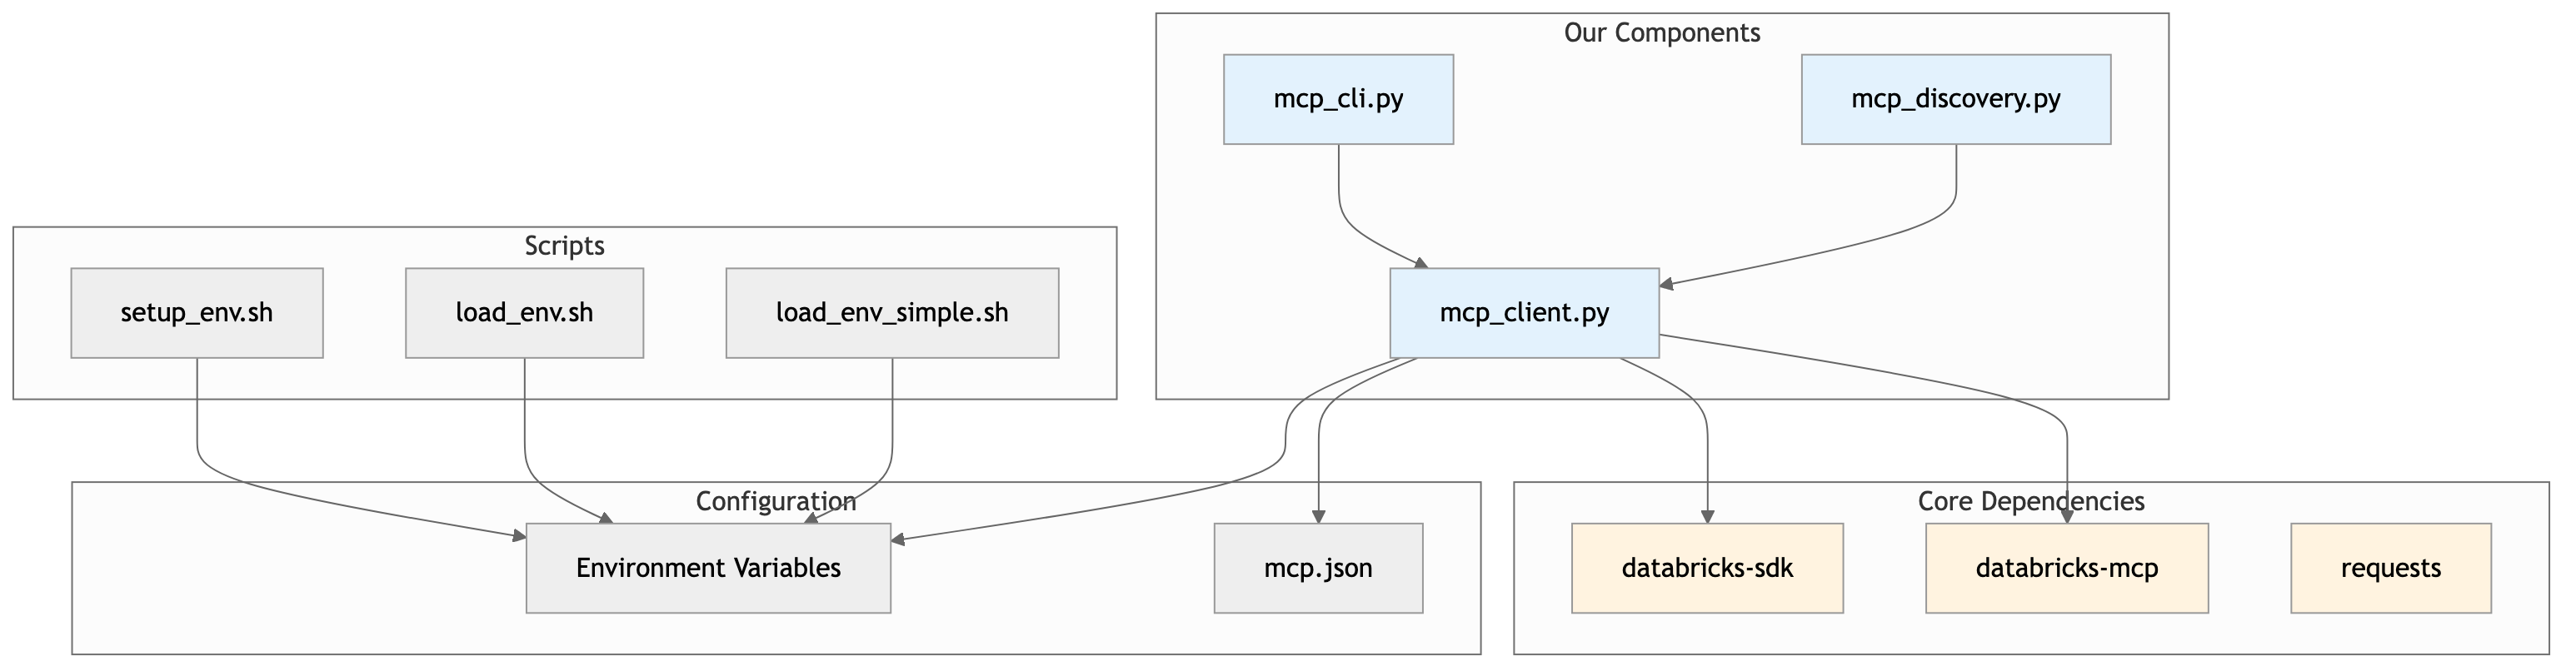 Our Components
mcp_cli.py
mcp_discovery.py
Scripts
setup_env.sh
load_env.sh
load_env_simple.sh
mcp_client.py
Configuration
Core Dependencies
Environment Variables
mcp.json
databricks-sdk
databricks-mcp
requests